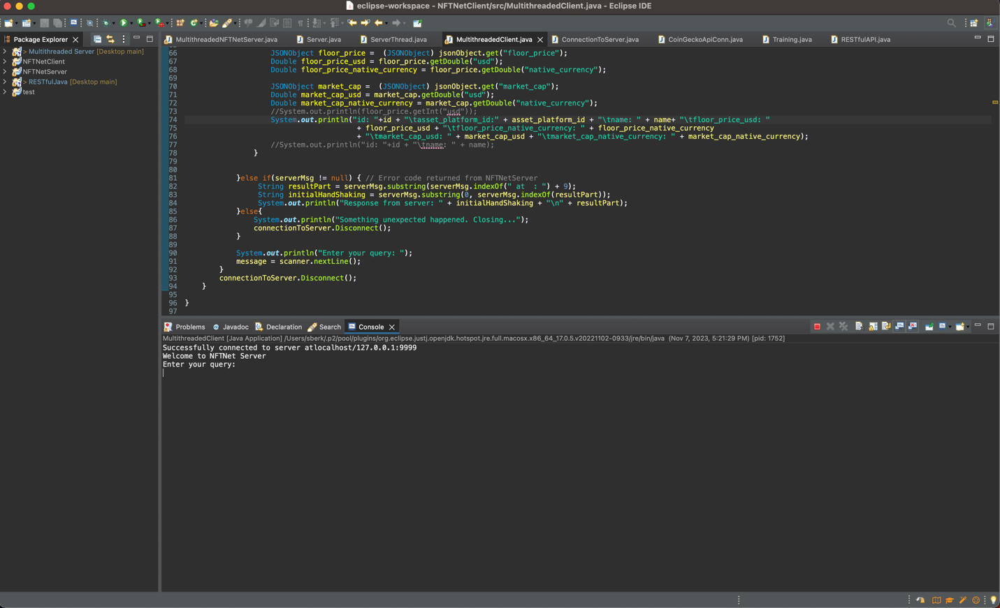 eclipse-workspace - NFTNetClient/src/MultithreadedClient.java - Eclipse IDE
Package Explorer
MultithreadedNFTNetServer.java
Server.java
ServerThread.java
MultithreadedClient.java
ConnectionToServer.java
CoinGeckoApiConn.java
Training.java
RESTfulAPI.java
> Multithreaded Server [Desktop main]
NFTNetClient
NFTNetServer
> RESTfulJava [Desktop main]
test
66 JSONObject floor_price =  (JSONObject) jsonObject.get("floor_price");
67 Double floor_price_usd = floor_price.getDouble("usd");
68 Double floor_price_native_currency = floor_price.getDouble("native_currency");
69
70 JSONObject market_cap =  (JSONObject) jsonObject.get("market_cap");
71 Double market_cap_usd = market_cap.getDouble("usd");
72 Double market_cap_native_currency = market_cap.getDouble("native_currency");
73 //System.out.println(floor_price.getInt("usd"));
74 System.out.println("id: "+id + "\tasset_platform_id:" + asset_platform_id + "\tname: " + name+ "\tfloor_price_usd: "
75 + floor_price_usd + "\tfloor_price_native_currency: " + floor_price_native_currency
76 + "\tmarket_cap_usd: " + market_cap_usd + "\tmarket_cap_native_currency: " + market_cap_native_currency);
77 //System.out.println("id: "+id + "\tname: " + name);
78 }
79
80
81 }else if(serverMsg != null) { // Error code returned from NFTNetServer
82 String resultPart = serverMsg.substring(serverMsg.indexOf(" at  : ") + 9);
83 String initialHandShaking = serverMsg.substring(0, serverMsg.indexOf(resultPart));
84 System.out.println("Response from server: " + initialHandShaking + "\n" + resultPart);
85 }else{
86 System.out.println("Something unexpected happened. Closing...");
87 connectionToServer.Disconnect();
88 }
89
90 System.out.println("Enter your query: ");
91 message = scanner.nextLine();
92 }
93 connectionToServer.Disconnect();
94 }
95
96 }
97
Problems
Javadoc
Declaration
Search
Console
MultithreadedClient [Java Application] /Users/sberk/.p2/pool/plugins/org.eclipse.justj.openjdk.hotspot.jre.full.macosx.x86_64_17.0.5.v20221102-0933/jre/bin/java  (Nov 7, 2023, 5:21:29 PM) [pid: 1752]
Successfully connected to server atlocalhost/127.0.0.1:9999
Welcome to NFTNet Server
Enter your query: